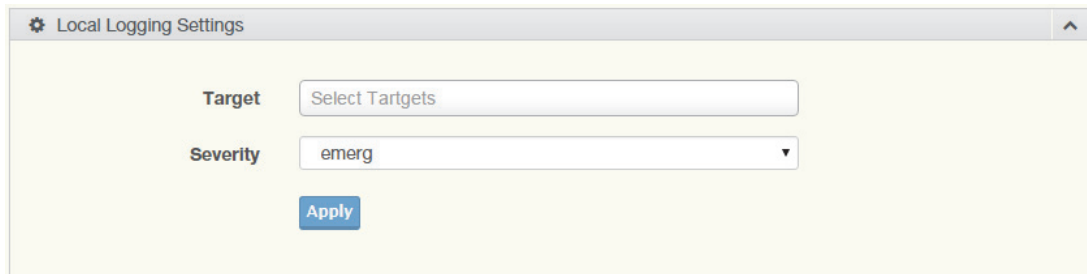 Local Logging Settings
Target Select Tartgets
Severity emerg
Apply